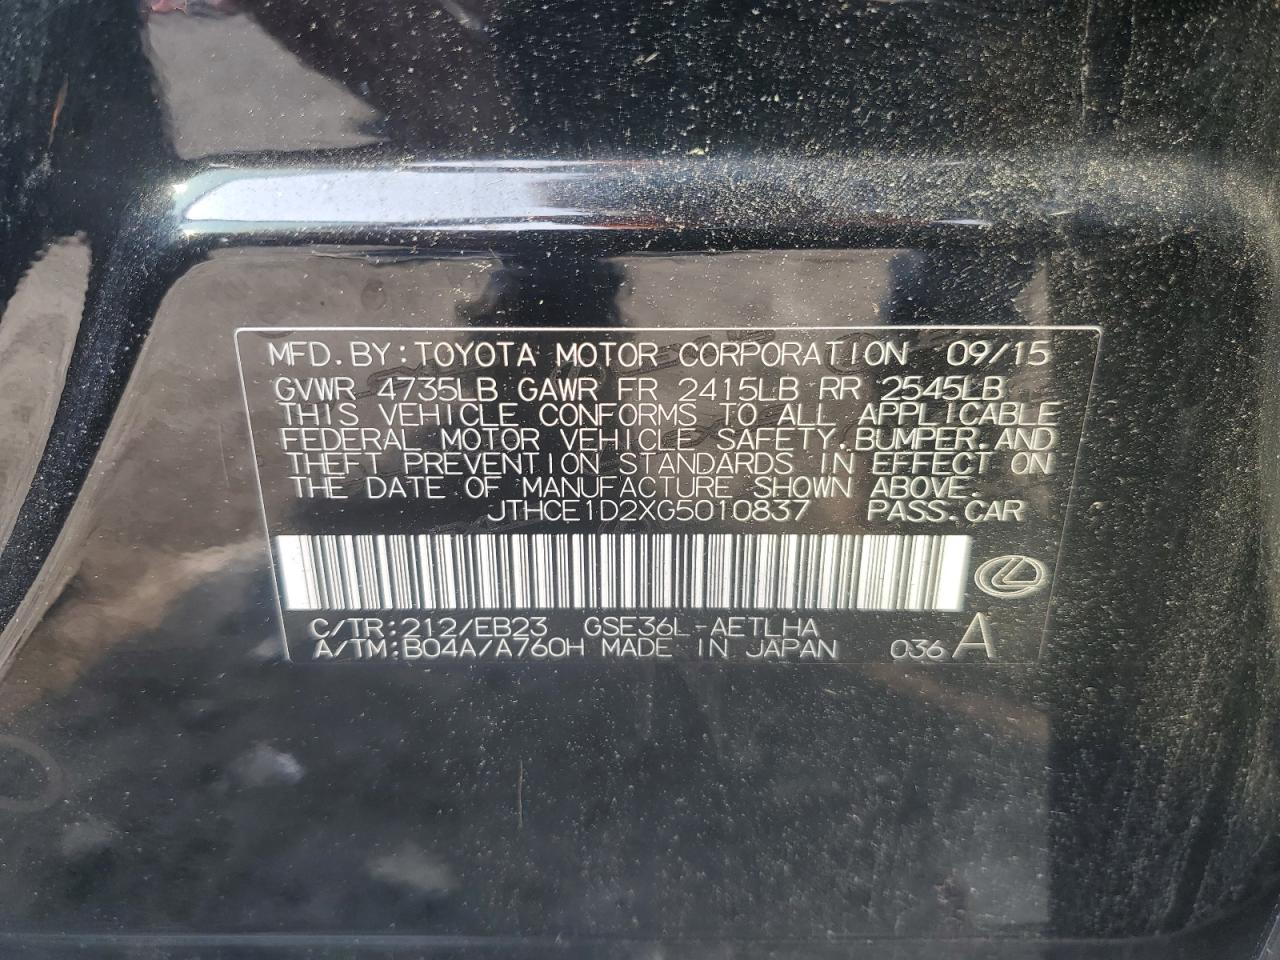 MFD.BY:TOYOTA MOTOR CORPORATION 09/15
GVWR 4735LB GAWR FR 2415LB RR 2545LB
THIS VEHICLE CONFORMS TO ALL APPLICABLE
FEDERAL MOTOR VEHICLE SAFETY,BUMPER,AND
THEFT PREVENTION STANDARDS IN EFFECT ON
THE DATE OF MANUFACTURE SHOWN ABOVE.
JTHCE1D2XG5010837 PASS.CAR
C/TR:212/EB23 GSE36L-AETLHA
A/TM:B04A/A760H MADE IN JAPAN 036 A